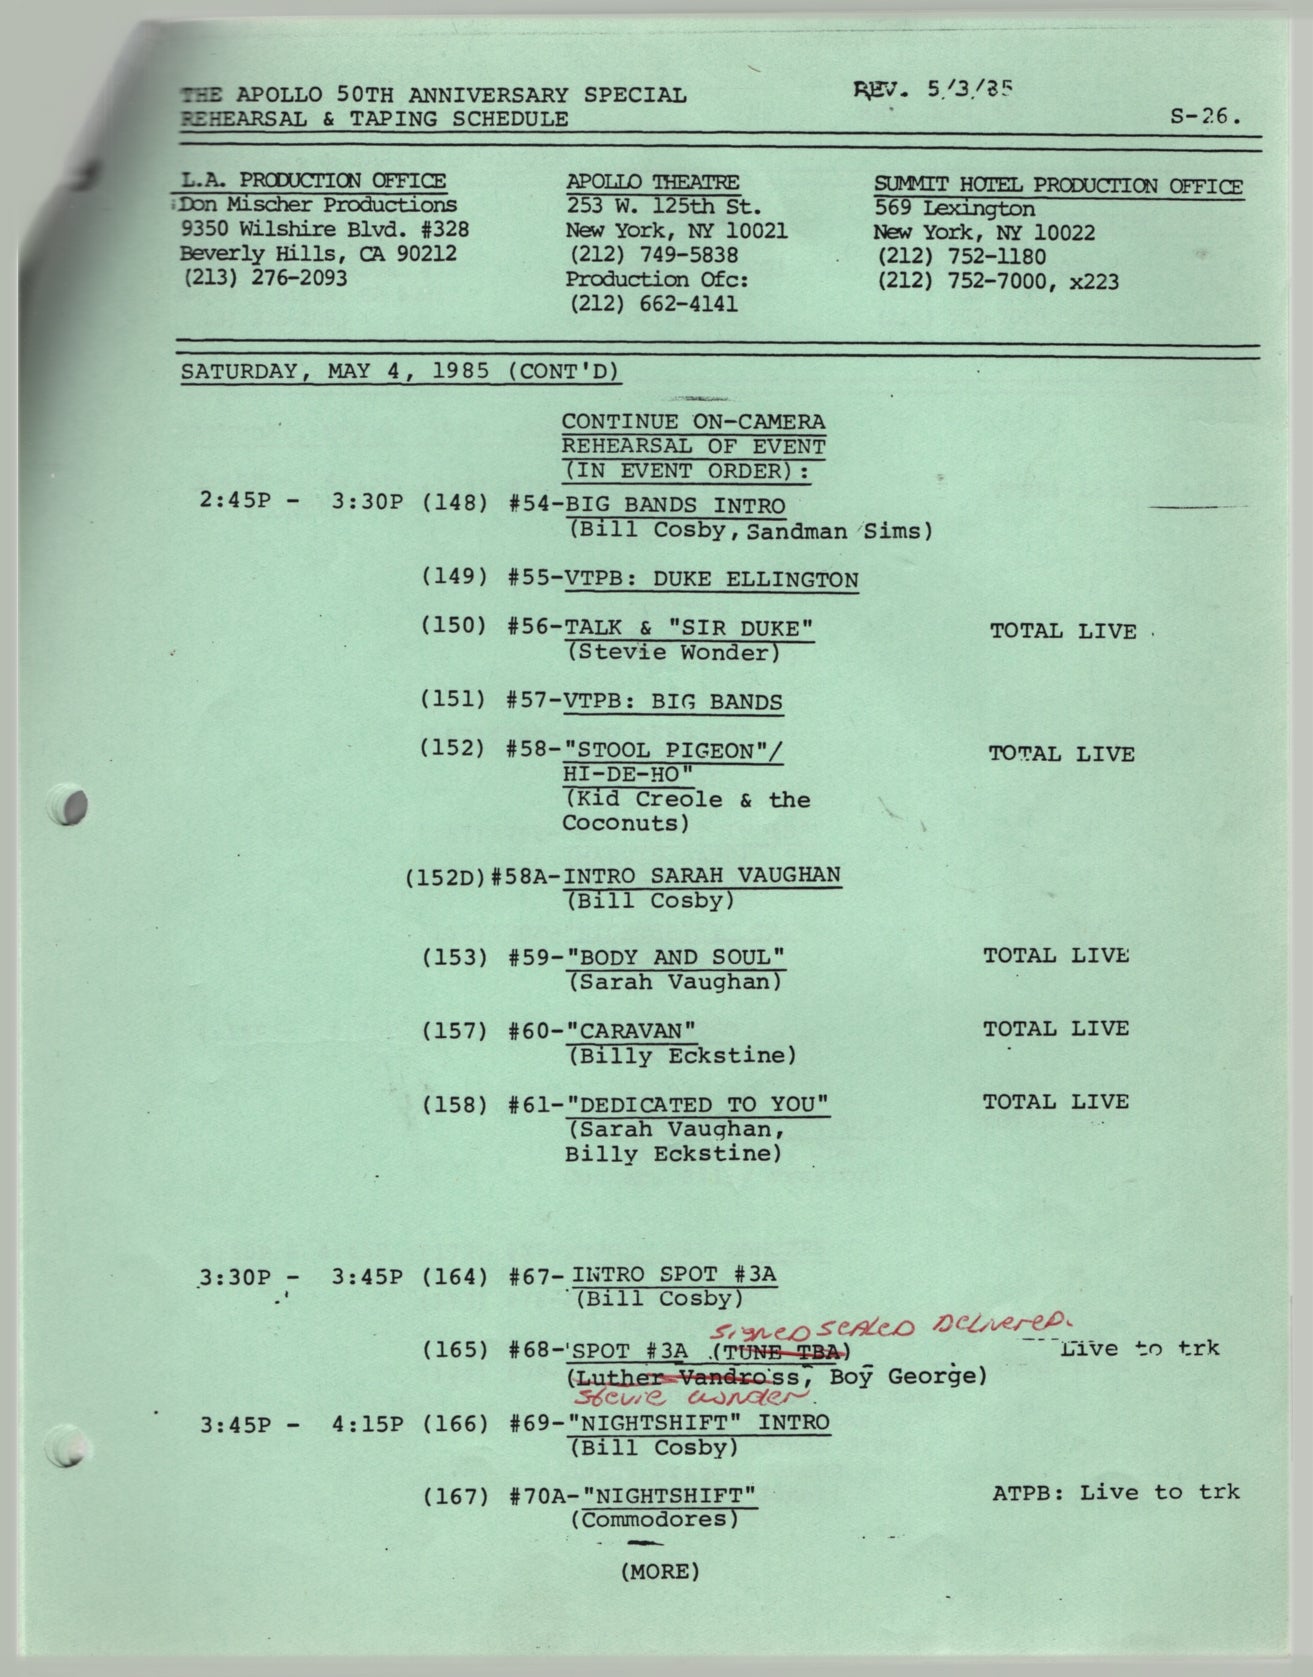 THE APOLLO 50TH ANNIVERSARY SPECIAL
REHEARSAL & TAPING SCHEDULE
REV. 5/3/85
S-26.
L.A. PRODUCTION OFFICE
Don Mischer Productions
9350 Wilshire Blvd. #328
Beverly Hills, CA 90212
(213) 276-2093
APOLLO THEATRE
253 W. 125th St.
New York, NY 10021
(212) 749-5838
Production Ofc:
(212) 662-4141
SUMMIT HOTEL PRODUCTION OFFICE
569 Lexington
New York, NY 10022
(212) 752-1180
(212) 752-7000, x223
SATURDAY, MAY 4, 1985 (CONT'D)
CONTINUE ON-CAMERA
REHEARSAL OF EVENT
(IN EVENT ORDER):
2:45P - 3:30P (148) #54-BIG BANDS INTRO
(Bill Cosby, Sandman Sims)
(149) #55-VTPB: DUKE ELLINGTON
(150) #56-TALK & "SIR DUKE" TOTAL LIVE
(Stevie Wonder)
(151) #57-VTPB: BIG BANDS
(152) #58-"STOOL PIGEON"/ TOTAL LIVE
HI-DE-HO"
(Kid Creole & the
Coconuts)
(152D)#58A-INTRO SARAH VAUGHAN
(Bill Cosby)
(153) #59-"BODY AND SOUL" TOTAL LIVE
(Sarah Vaughan)
(157) #60-"CARAVAN" TOTAL LIVE
(Billy Eckstine)
(158) #61-"DEDICATED TO YOU" TOTAL LIVE
(Sarah Vaughan,
Billy Eckstine)
3:30P - 3:45P (164) #67-INTRO SPOT #3A
(Bill Cosby)
Signed Sealed Delivered.
(165) #68-SPOT #3A (TUNE TBA) Live to trk
(Luther Vandross, Boy George)
Stevie Wonder.
3:45P - 4:15P (166) #69-"NIGHTSHIFT" INTRO
(Bill Cosby)
(167) #70A-"NIGHTSHIFT" ATPB: Live to trk
(Commodores)
(MORE)